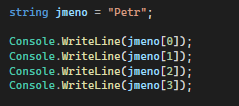 string jmeno = "Petr";
Console.WriteLine(jmeno[0]);
Console.WriteLine(jmeno[1]);
Console.WriteLine(jmeno[2]);
Console.WriteLine(jmeno[3]);